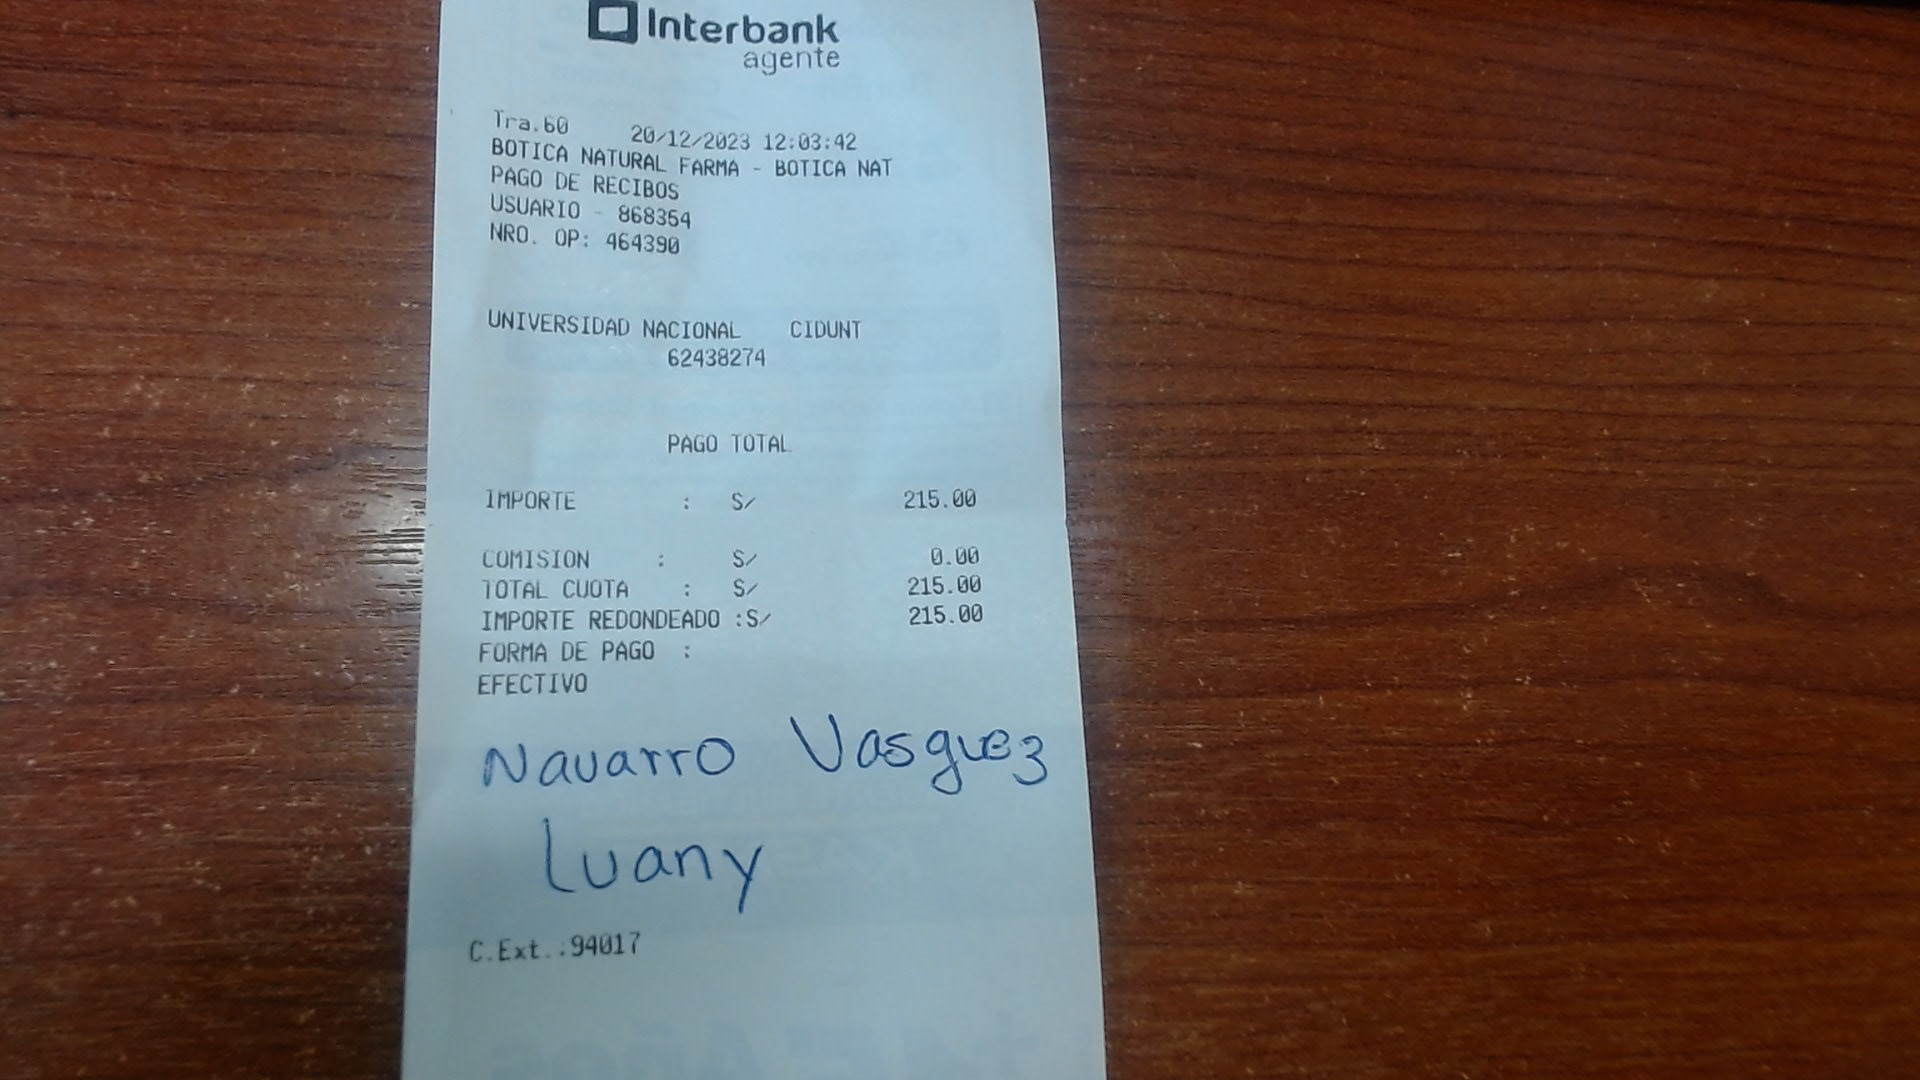 Interbank
agente
Tra.60 20/12/2023 12:03:42
BOTICA NATURAL FARMA - BOTICA NAT
PAGO DE RECIBOS
USUARIO - 868354
NRO. OP: 464390
UNIVERSIDAD NACIONAL CIDUNT
62438274
PAGO TOTAL
IMPORTE : S/ 215.00
COMISION : S/ 0.00
TOTAL CUOTA : S/ 215.00
IMPORTE REDONDEADO :S/ 215.00
FORMA DE PAGO :
EFECTIVO
Navarro Vasquez
Luany
C.Ext.:94017